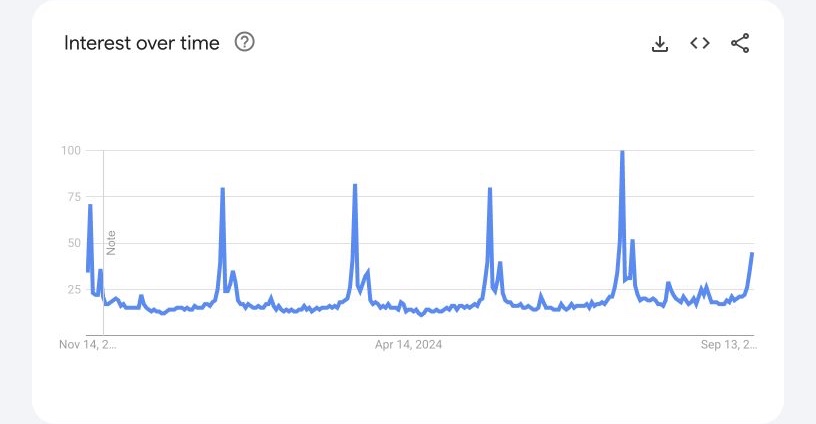 Interest over time
100
75
50
25
Note
Nov 14, 2...
Apr 14, 2024
Sep 13, 2...